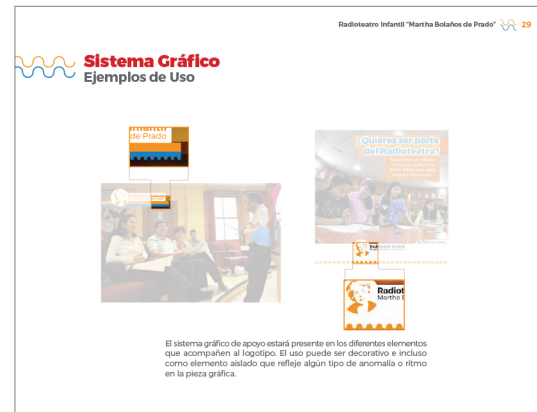 Radioteatro Infantil "Martha Bolaños de Prado" 29
Sistema Gráfico
Ejemplos de Uso
de Prado
¿Quieres ser parte
del Radioteatro?
Radiot
Martha B
El sistema gráfico de apoyo estará presente en los diferentes elementos
que acompañen al logotipo. El uso puede ser decorativo e incluso
como elemento aislado que refleje algún tipo de anomalía o ritmo
en la pieza gráfica.